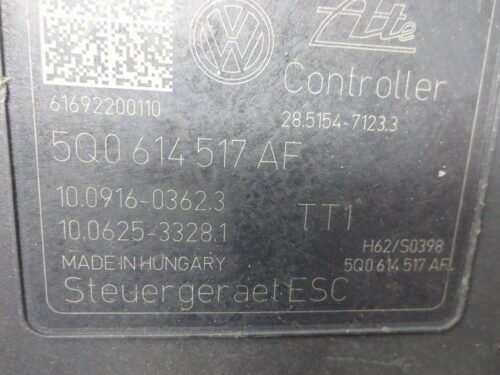 VW Ate
Controller
61692200110
28.5154-7123.3
5Q0 614 517 AF
10.0916-0362.3
TT1
10.0625-3328.1
H62/S0398
MADE IN HUNGARY
5Q0 614 517 AF
Steuergeraet ESC